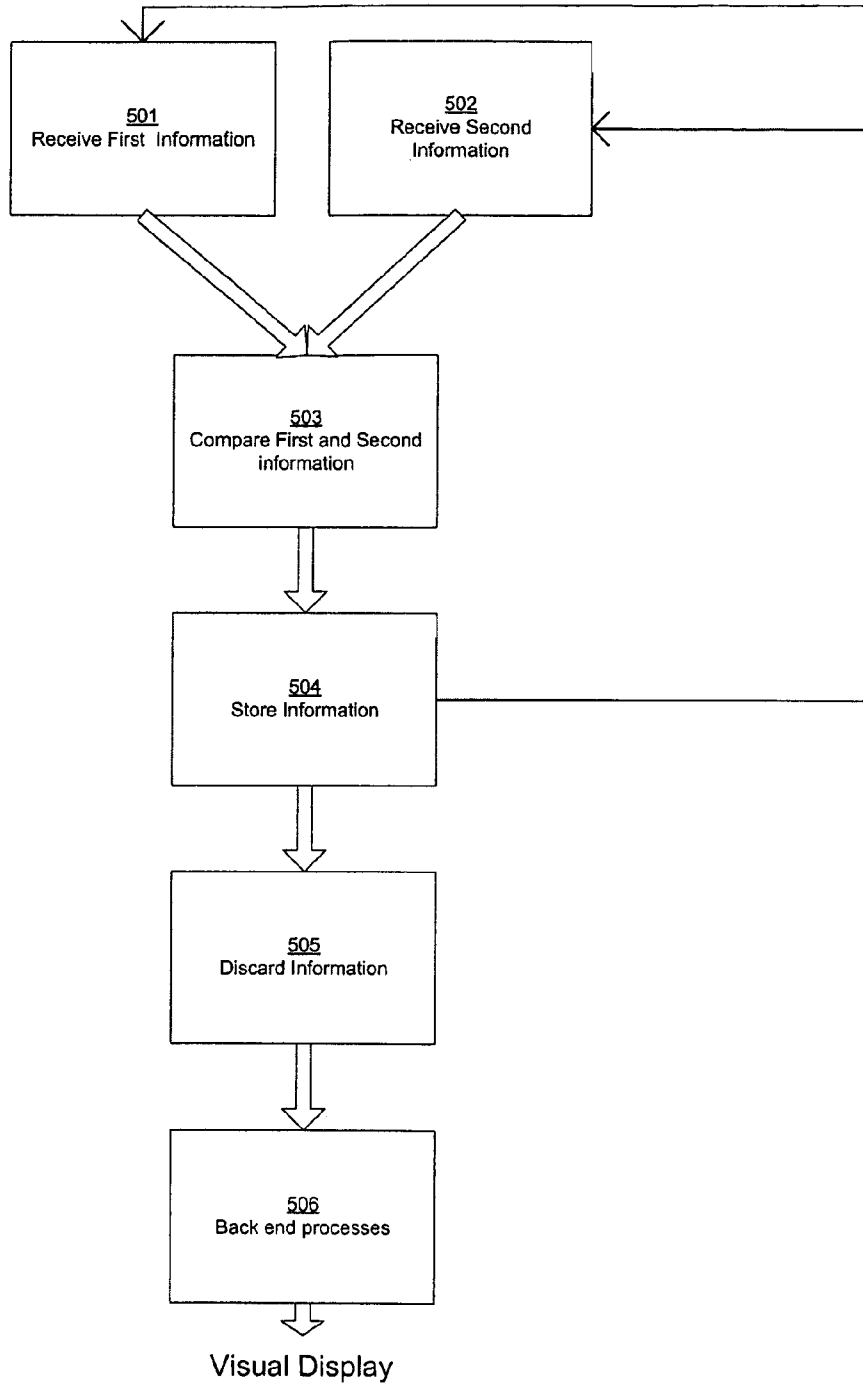 501
Receive First Information
502
Receive Second
Information
503
Compare First and Second
information
504
Store Information
505
Discard Information
506
Back end processes
Visual Display